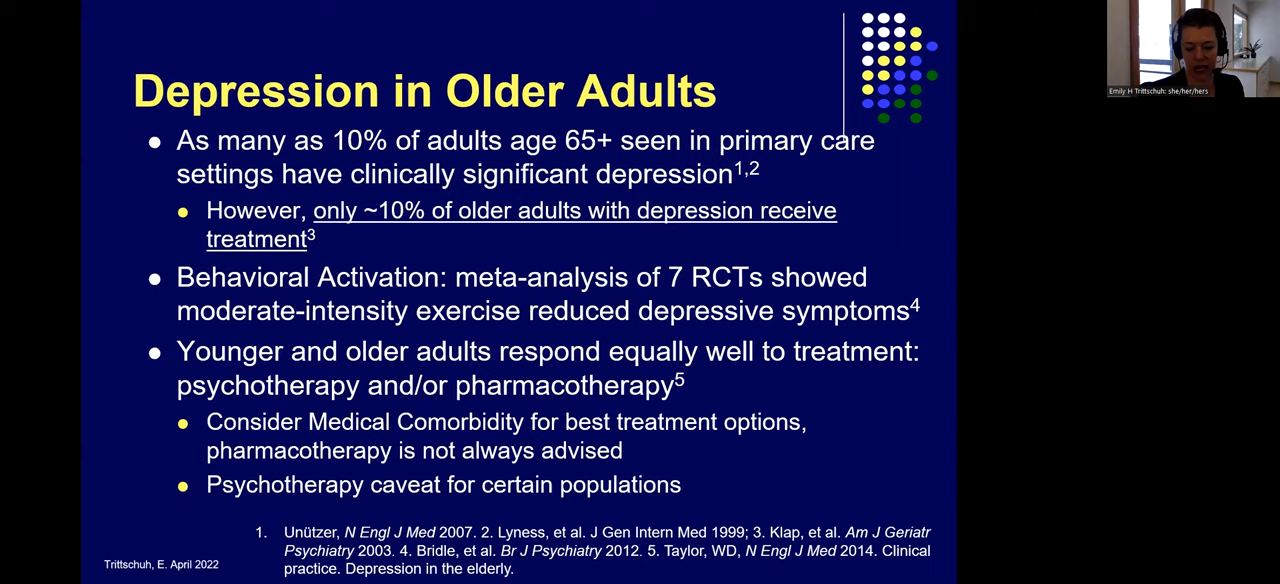 Depression in Older Adults
As many as 10% of adults age 65+ seen in primary care
settings have clinically significant depression1,2
However, only ~10% of older adults with depression receive
treatment3
Behavioral Activation: meta-analysis of 7 RCTs showed
moderate-intensity exercise reduced depressive symptoms4
Younger and older adults respond equally well to treatment:
psychotherapy and/or pharmacotherapy5
Consider Medical Comorbidity for best treatment options,
pharmacotherapy is not always advised
Psychotherapy caveat for certain populations
1. Unützer, N Engl J Med 2007. 2. Lyness, et al. J Gen Intern Med 1999; 3. Klap, et al. Am J Geriatr
Psychiatry 2003. 4. Bridle, et al. Br J Psychiatry 2012. 5. Taylor, WD, N Engl J Med 2014. Clinical
practice. Depression in the elderly.
Trittschuh, E. April 2022
Emily H Trittschuh: she/her/hers